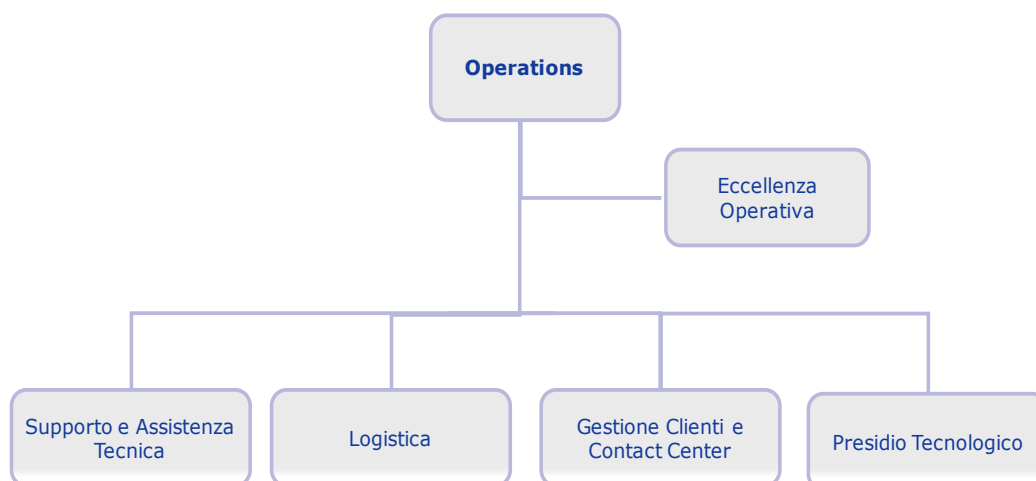 Operations
Eccellenza
Operativa
Supporto e Assistenza
Tecnica
Logistica
Gestione Clienti e
Contact Center
Presidio Tecnologico